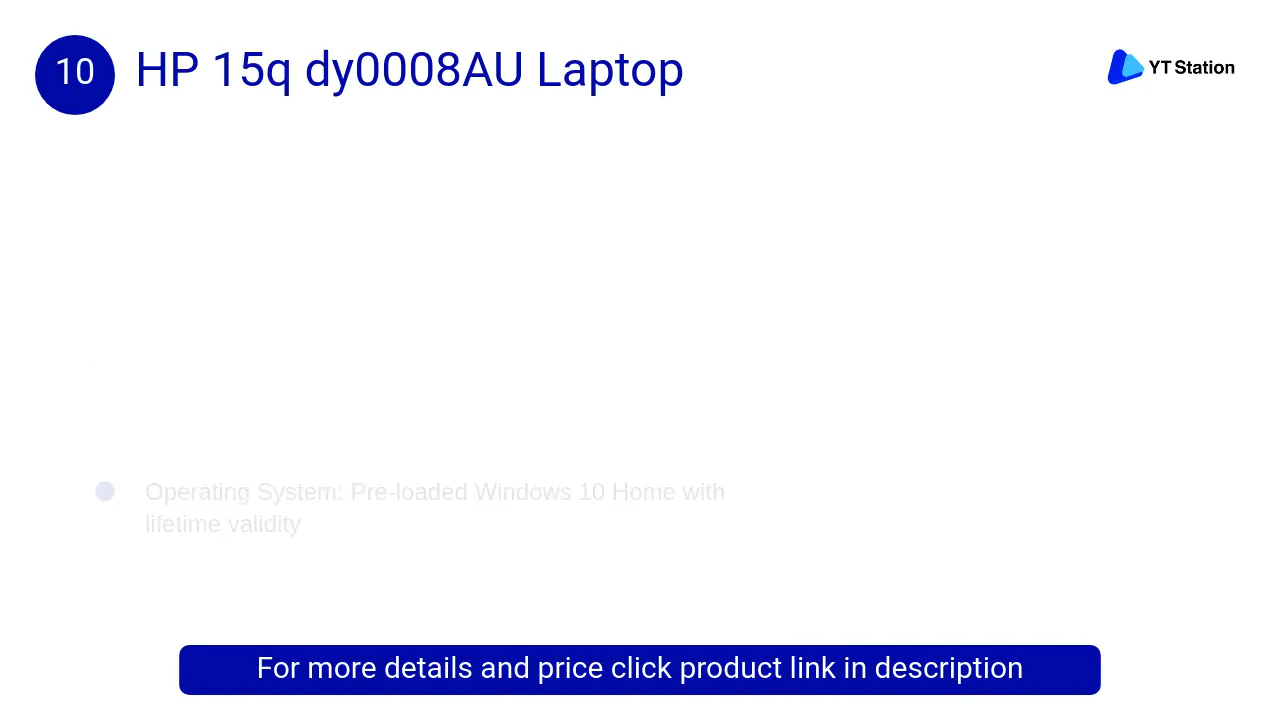 10
HP 15q dy0008AU Laptop
YT Station
Operating System: Pre-loaded Windows 10 Home with
lifetime validity
For more details and price click product link in description